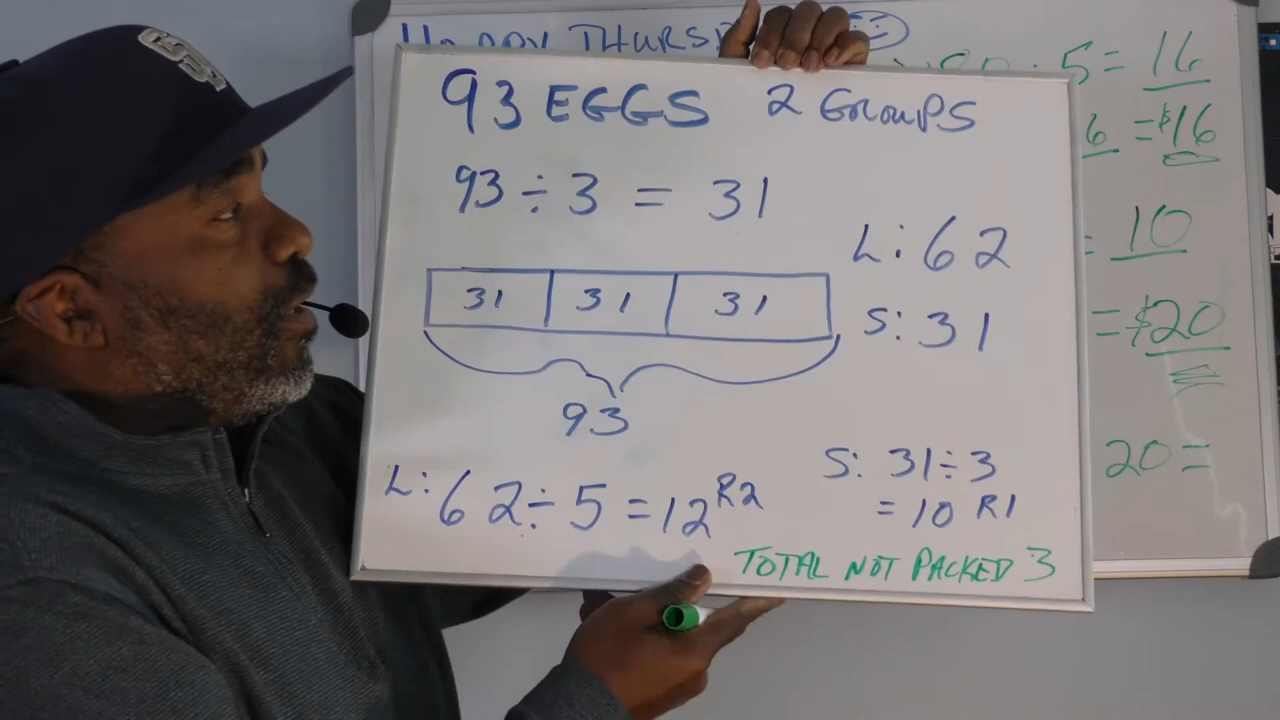 HAPPY THURS
93 EGGS 2 GROUPS
93 ÷ 3 = 31
31 31 31
93
L: 62
S: 31
L: 62 ÷ 5 = 12 R2
S: 31 ÷ 3
= 10 R1
TOTAL NOT PACKED 3
5 = 16
6 = $16
= 10
= $20
20 =